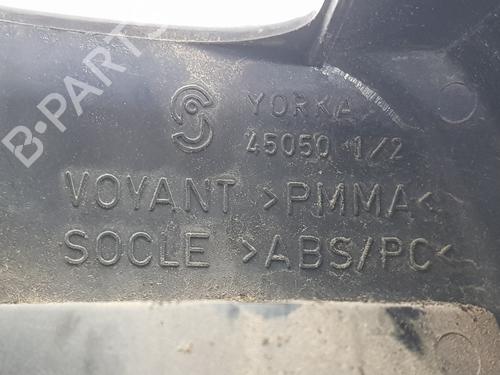 YORKA
45050 1/2
VOYANT >PMMA<
SOCLE >ABS/PC<
B-PARTS